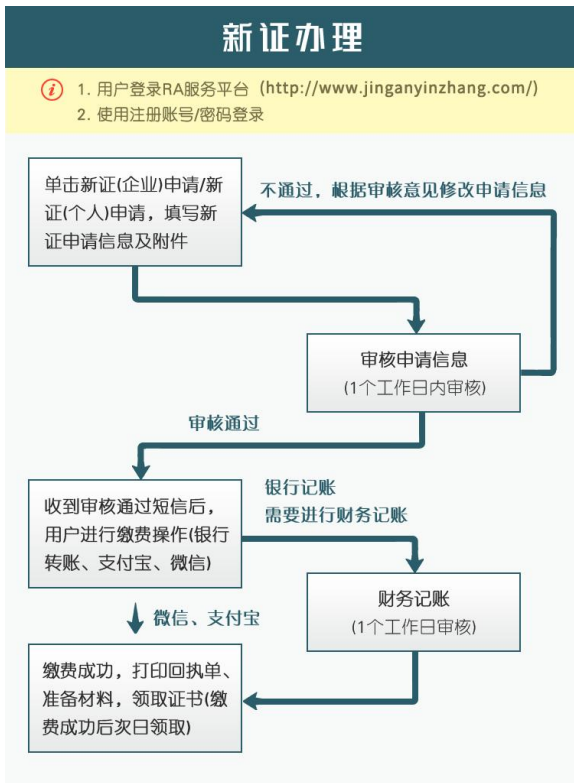 新证办理
1. 用户登录RA服务平台（http://www.jinganyinzhang.com/）
2. 使用注册账号/密码登录
单击新证(企业)申请/新
证(个人)申请，填写新
证申请信息及附件
不通过，根据审核意见修改申请信息
审核申请信息
(1个工作日内审核)
审核通过
收到审核通过短信后，
用户进行缴费操作(银行
转账、支付宝、微信)
银行记账
需要进行财务记账
财务记账
(1个工作日审核)
微信、支付宝
缴费成功，打印回执单、
准备材料，领取证书(缴
费成功后次日领取)